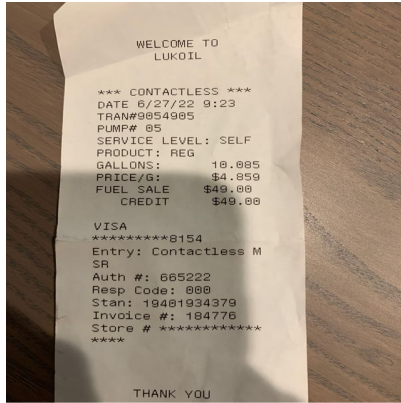 WELCOME TO
LUKOIL
*** CONTACTLESS ***
DATE 6/27/22 9:23
TRAN#9054905
PUMP# 05
SERVICE LEVEL: SELF
PRODUCT: REG
GALLONS: 10.085
PRICE/G: $4.859
FUEL SALE $49.00
CREDIT $49.00
VISA
*********8154
Entry: Contactless M
SR
Auth #: 665222
Resp Code: 000
Stan: 19401934379
Invoice #: 184776
Store # ************
****
THANK YOU